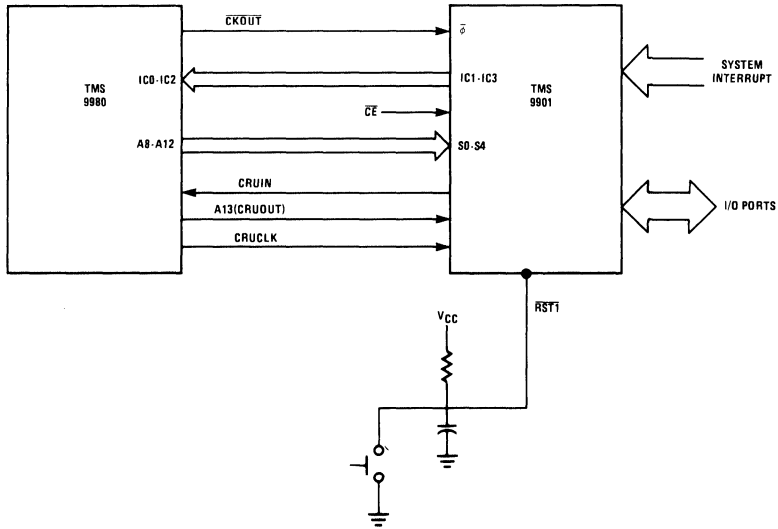 CKOUT
φ
IC0-IC2
IC1-IC3
SYSTEM
INTERRUPT
TMS
9980
TMS
9901
CE
A8-A12
S0-S4
CRUIN
A13(CRUOUT)
I/O PORTS
CRUCLK
RST1
VCC